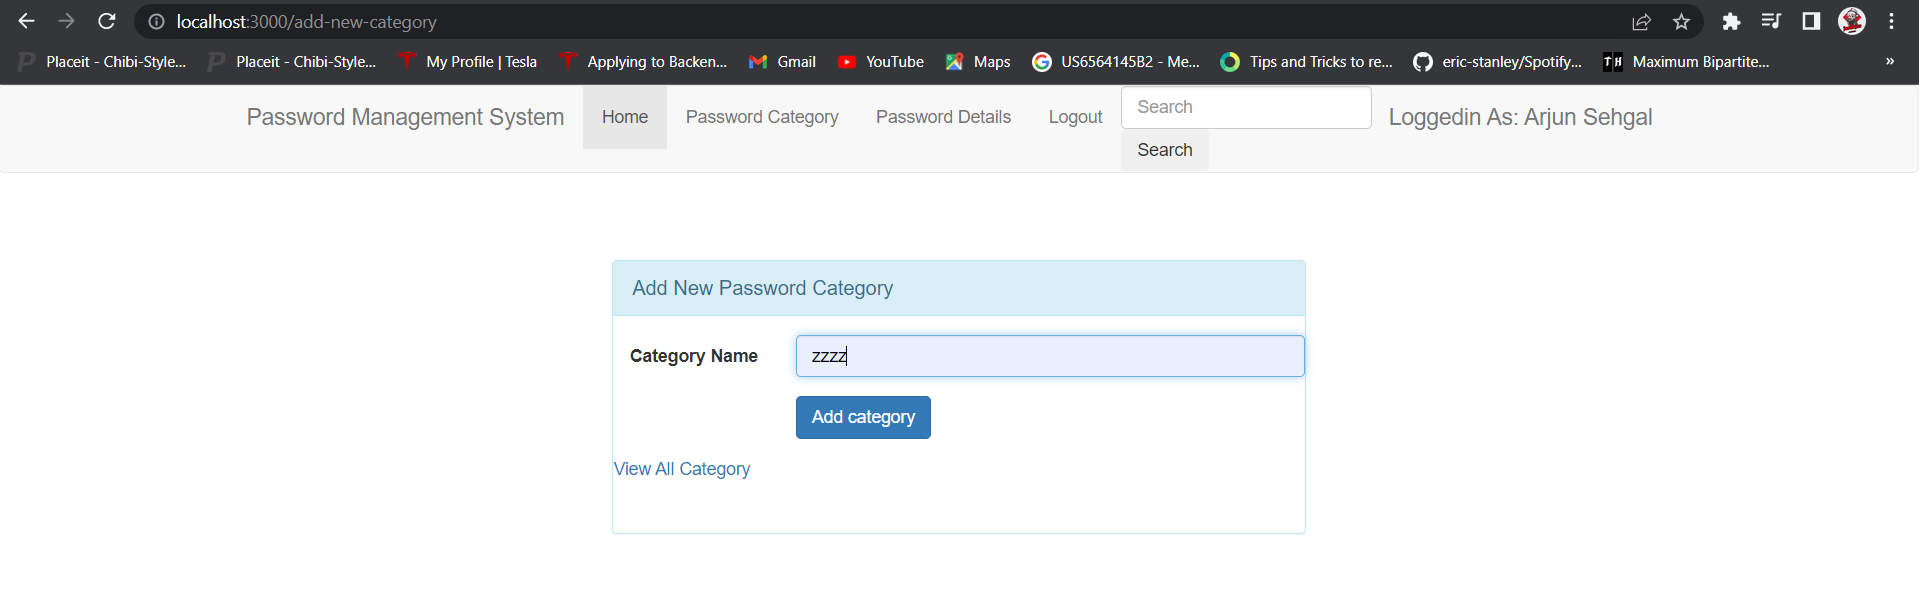 localhost:3000/add-new-category
Placeit - Chibi-Style... Placeit - Chibi-Style... My Profile | Tesla Applying to Backen... Gmail YouTube Maps US6564145B2 - Me... Tips and Tricks to re... eric-stanley/Spotify... TH Maximum Bipartite... »
Password Management System Home Password Category Password Details Logout Search Loggedin As: Arjun Sehgal
Search
Add New Password Category
Category Name zzzz
Add category
View All Category